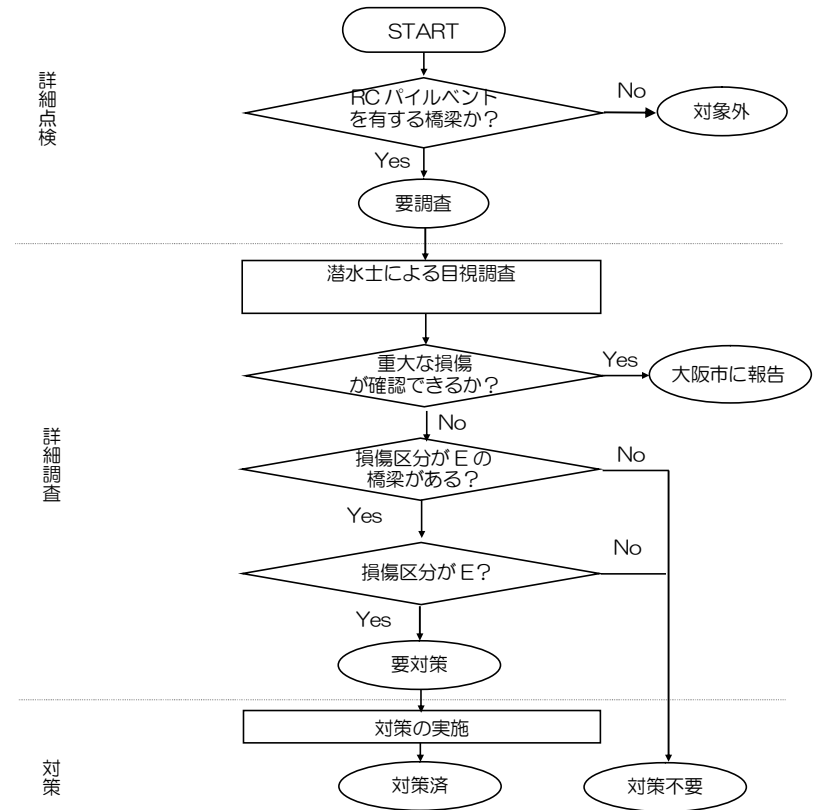 START
詳細点検
RCパイルベント
を有する橋梁か？
No
対象外
Yes
要調査
潜水士による目視調査
重大な損傷
が確認できるか？
Yes
大阪市に報告
No
詳細調査
損傷区分がEの
橋梁がある？
No
Yes
損傷区分がE？
No
Yes
要対策
対策の実施
対策
対策済
対策不要